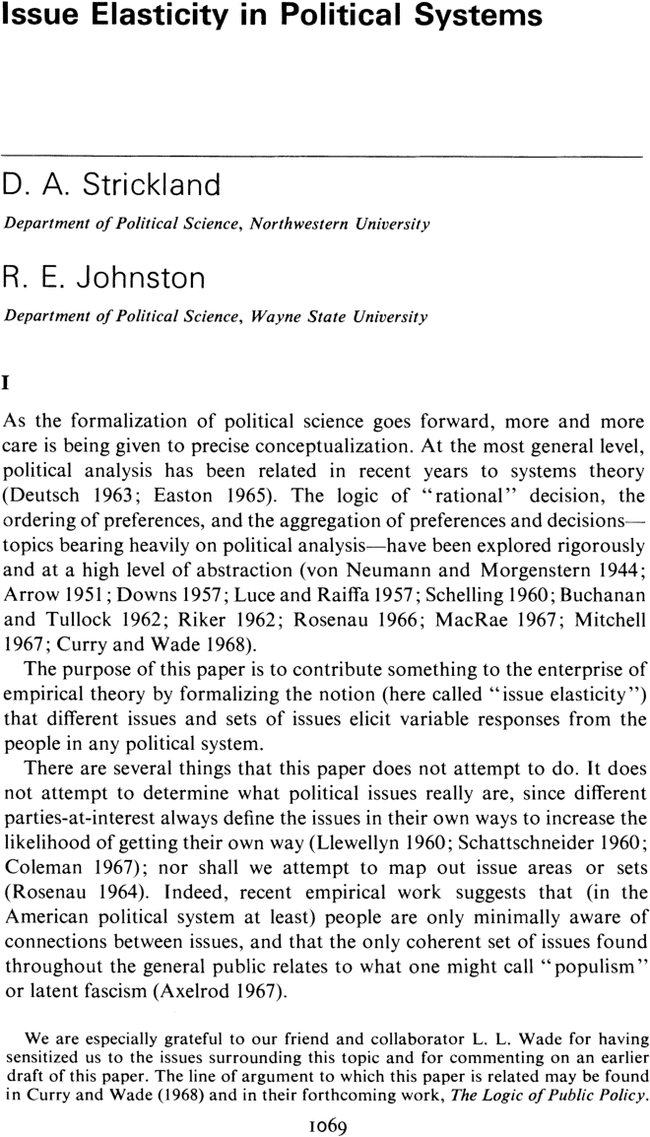 Issue Elasticity in Political Systems
D. A. Strickland
Department of Political Science, Northwestern University
R. E. Johnston
Department of Political Science, Wayne State University
I
As the formalization of political science goes forward, more and more
care is being given to precise conceptualization. At the most general level,
political analysis has been related in recent years to systems theory
(Deutsch 1963; Easton 1965). The logic of “rational” decision, the
ordering of preferences, and the aggregation of preferences and decisions—
topics bearing heavily on political analysis—have been explored rigorously
and at a high level of abstraction (von Neumann and Morgenstern 1944;
Arrow 1951; Downs 1957; Luce and Raiffa 1957; Schelling 1960; Buchanan
and Tullock 1962; Riker 1962; Rosenau 1966; MacRae 1967; Mitchell
1967; Curry and Wade 1968).
The purpose of this paper is to contribute something to the enterprise of
empirical theory by formalizing the notion (here called “issue elasticity”)
that different issues and sets of issues elicit variable responses from the
people in any political system.
There are several things that this paper does not attempt to do. It does
not attempt to determine what political issues really are, since different
parties-at-interest always define the issues in their own ways to increase the
likelihood of getting their own way (Llewellyn 1960; Schattschneider 1960;
Coleman 1967); nor shall we attempt to map out issue areas or sets
(Rosenau 1964). Indeed, recent empirical work suggests that (in the
American political system at least) people are only minimally aware of
connections between issues, and that the only coherent set of issues found
throughout the general public relates to what one might call “populism”
or latent fascism (Axelrod 1967).
We are especially grateful to our friend and collaborator L. L. Wade for having
sensitized us to the issues surrounding this topic and for commenting on an earlier
draft of this paper. The line of argument to which this paper is related may be found
in Curry and Wade (1968) and in their forthcoming work, The Logic of Public Policy.
1069